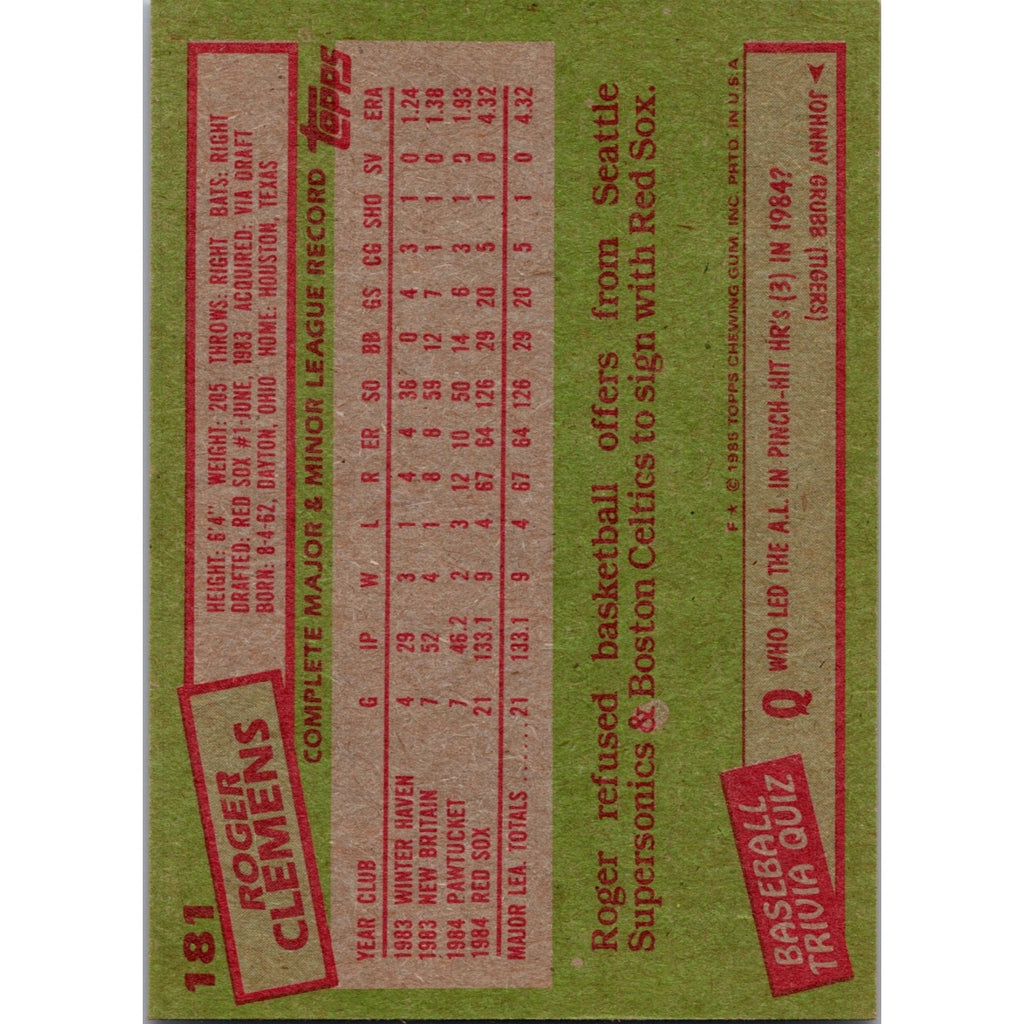 181
ROGER
CLEMENS
HEIGHT: 6'4" WEIGHT: 205 THROWS: RIGHT BATS: RIGHT
DRAFTED: RED SOX #1-JUNE, 1983 ACQUIRED: VIA DRAFT
BORN: 8-4-62, DAYTON, OHIO HOME: HOUSTON, TEXAS
COMPLETE MAJOR & MINOR LEAGUE RECORD
TOPPS
YEAR CLUB G IP W L R ER SO BB GS CG SHO SV ERA
1983 WINTER HAVEN 4 29 3 1 4 4 36 0 4 3 1 0 1.24
1983 NEW BRITAIN 7 52 4 1 8 8 59 12 7 1 1 0 1.38
1984 PAWTUCKET 7 46.2 2 3 12 10 50 14 6 3 1 0 1.93
1984 RED SOX 21 133.1 9 4 67 64 126 29 20 5 1 0 4.32
MAJOR LEA. TOTALS ..... 21 133.1 9 4 67 64 126 29 20 5 1 0 4.32
Roger refused basketball offers from Seattle
Supersonics & Boston Celtics to sign with Red Sox.
F★ © 1985 TOPPS CHEWING GUM, INC. PRTD. IN U.S.A.
BASEBALL
TRIVIA QUIZ
Q WHO LED THE A.L. IN PINCH-HIT HR's (3) IN 1984?
JOHNNY GRUBB (TIGERS)